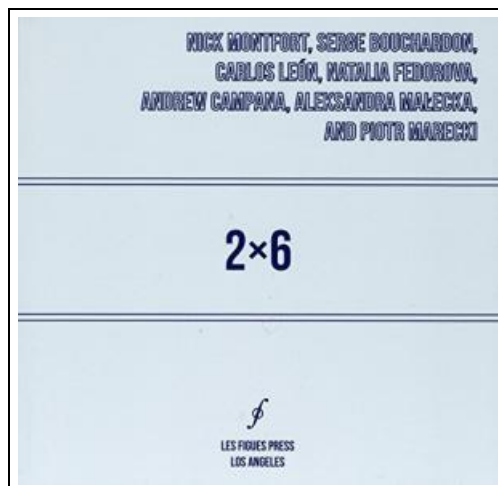 NICK MONTFORT, SERGE BOUCHARDON,
CARLOS LEÓN, NATALIA FEDOROVA,
ANDREW CAMPANA, ALEKSANDRA MAŁECKA,
AND PIOTR MARECKI
2×6
LES FIGUES PRESS
LOS ANGELES